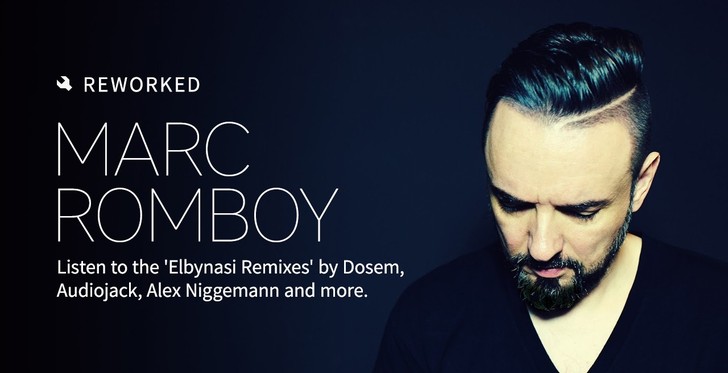 REWORKED
MARC
ROMBOY
Listen to the 'Elbynasi Remixes' by Dosem,
Audiojack, Alex Niggemann and more.